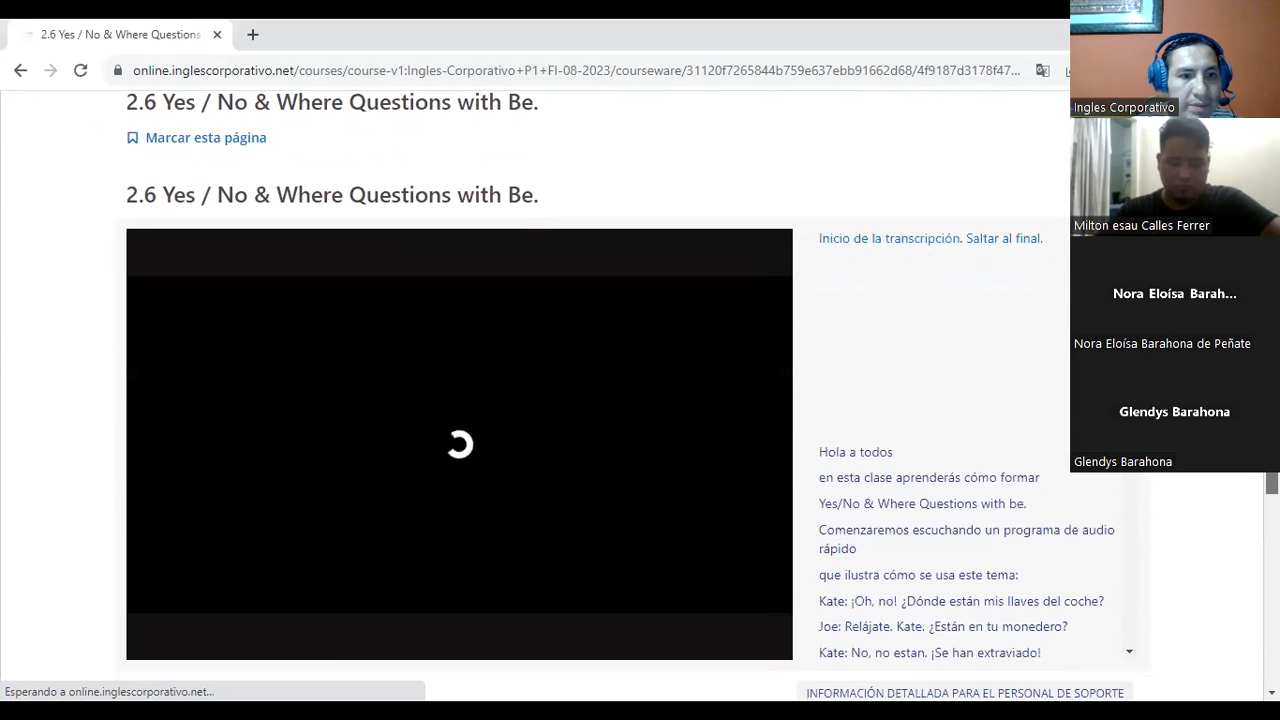 2.6 Yes / No & Where Questions
online.inglescorporativo.net/courses/course-v1:Ingles-Corporativo+P1+FI-08-2023/courseware/31120f7265844b759e637ebb91662d68/4f9187d3178f47...
2.6 Yes / No & Where Questions with Be.
Marcar esta página
2.6 Yes / No & Where Questions with Be.
Inicio de la transcripción. Saltar al final.
Hola a todos
en esta clase aprenderás cómo formar
Yes/No & Where Questions with be.
Comenzaremos escuchando un programa de audio
rápido
que ilustra cómo se usa este tema:
Kate: ¡Oh, no! ¿Dónde están mis llaves del coche?
Joe: Relájate. Kate. ¿Están en tu monedero?
Kate: No, no estan. ¡Se han extraviado!
INFORMACIÓN DETALLADA PARA EL PERSONAL DE SOPORTE
Esperando a online.inglescorporativo.net...
Ingles Corporativo
Milton esau Calles Ferrer
Nora Eloísa Barah...
Nora Eloísa Barahona de Peñate
Glendys Barahona
Glendys Barahona